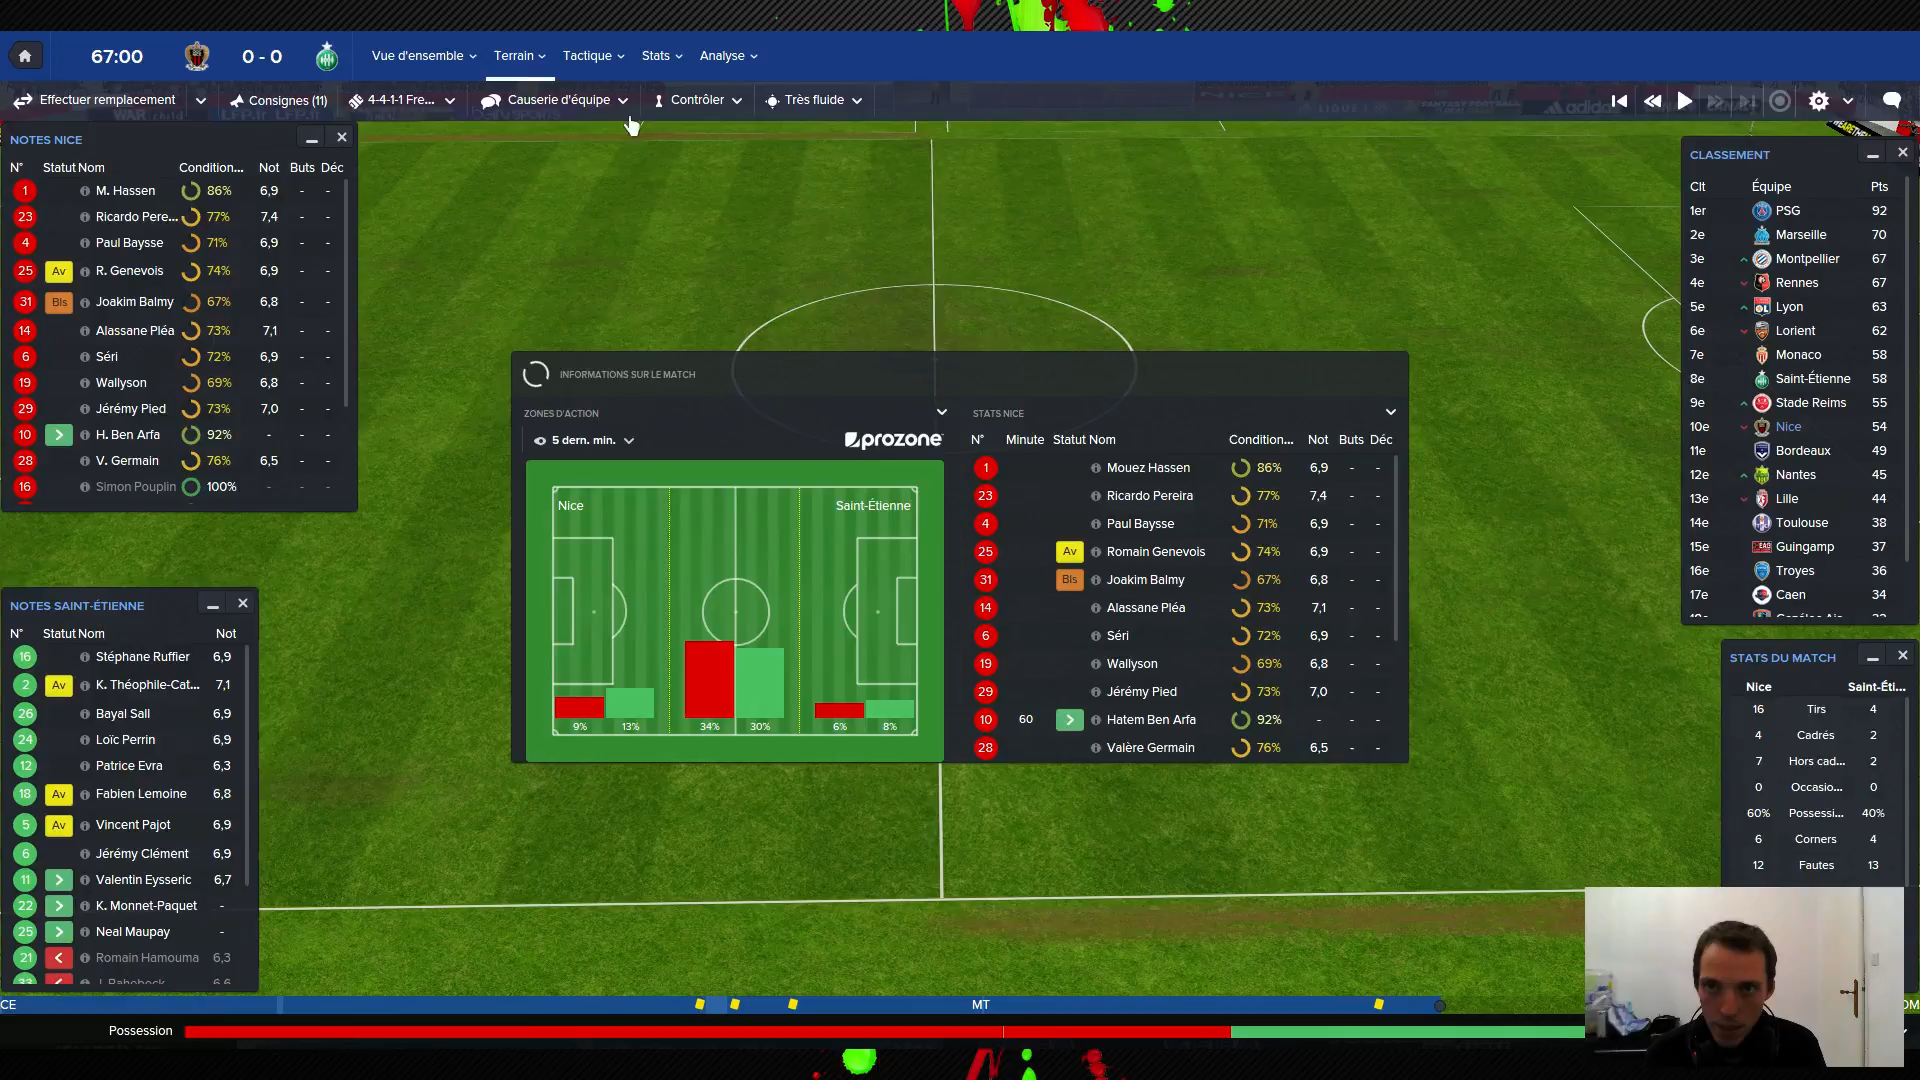 67:00
0 - 0
Vue d'ensemble
Terrain
Tactique
Stats
Analyse
Effectuer remplacement
Consignes (11)
4-4-1-1 Fre...
Causerie d'équipe
Contrôler
Très fluide
NOTES NICE
N° Statut Nom Condition... Not Buts Déc
1 M. Hassen 86% 6,9 - -
23 Ricardo Pere... 77% 7,4 - -
4 Paul Baysse 71% 6,9 - -
25 Av R. Genevois 74% 6,9 - -
31 Bls Joakim Balmy 67% 6,8 - -
14 Alassane Pléa 73% 7,1 - -
6 Séri 72% 6,9 - -
19 Wallyson 69% 6,8 - -
29 Jérémy Pied 73% 7,0 - -
10 H. Ben Arfa 92% - - -
28 V. Germain 76% 6,5 - -
16 Simon Pouplin 100% - - -
NOTES SAINT-ÉTIENNE
N° Statut Nom Not
16 Stéphane Ruffier 6,9
2 Av K. Théophile-Cat... 7,1
26 Bayal Sall 6,9
24 Loïc Perrin 6,9
12 Patrice Evra 6,3
18 Av Fabien Lemoine 6,8
5 Av Vincent Pajot 6,9
6 Jérémy Clément 6,9
11 Valentin Eysseric 6,7
22 K. Monnet-Paquet -
25 Neal Maupay -
21 Romain Hamouma 6,3
INFORMATIONS SUR LE MATCH
ZONES D'ACTION
5 dern. min.
prozone
Nice Saint-Étienne
9% 13% 34% 30% 6% 8%
STATS NICE
N° Minute Statut Nom Condition... Not Buts Déc
1 Mouez Hassen 86% 6,9 - -
23 Ricardo Pereira 77% 7,4 - -
4 Paul Baysse 71% 6,9 - -
25 Av Romain Genevois 74% 6,9 - -
31 Bls Joakim Balmy 67% 6,8 - -
14 Alassane Pléa 73% 7,1 - -
6 Séri 72% 6,9 - -
19 Wallyson 69% 6,8 - -
29 Jérémy Pied 73% 7,0 - -
10 60 Hatem Ben Arfa 92% - - -
28 Valère Germain 76% 6,5 - -
CLASSEMENT
Clt Équipe Pts
1er PSG 92
2e Marseille 70
3e Montpellier 67
4e Rennes 67
5e Lyon 63
6e Lorient 62
7e Monaco 58
8e Saint-Étienne 58
9e Stade Reims 55
10e Nice 54
11e Bordeaux 49
12e Nantes 45
13e Lille 44
14e Toulouse 38
15e Guingamp 37
16e Troyes 36
17e Caen 34
STATS DU MATCH
Nice Saint-Éti...
16 Tirs 4
4 Cadrés 2
7 Hors cad... 2
0 Occasio... 0
60% Possessi... 40%
6 Corners 4
12 Fautes 13
CE
MT
Possession